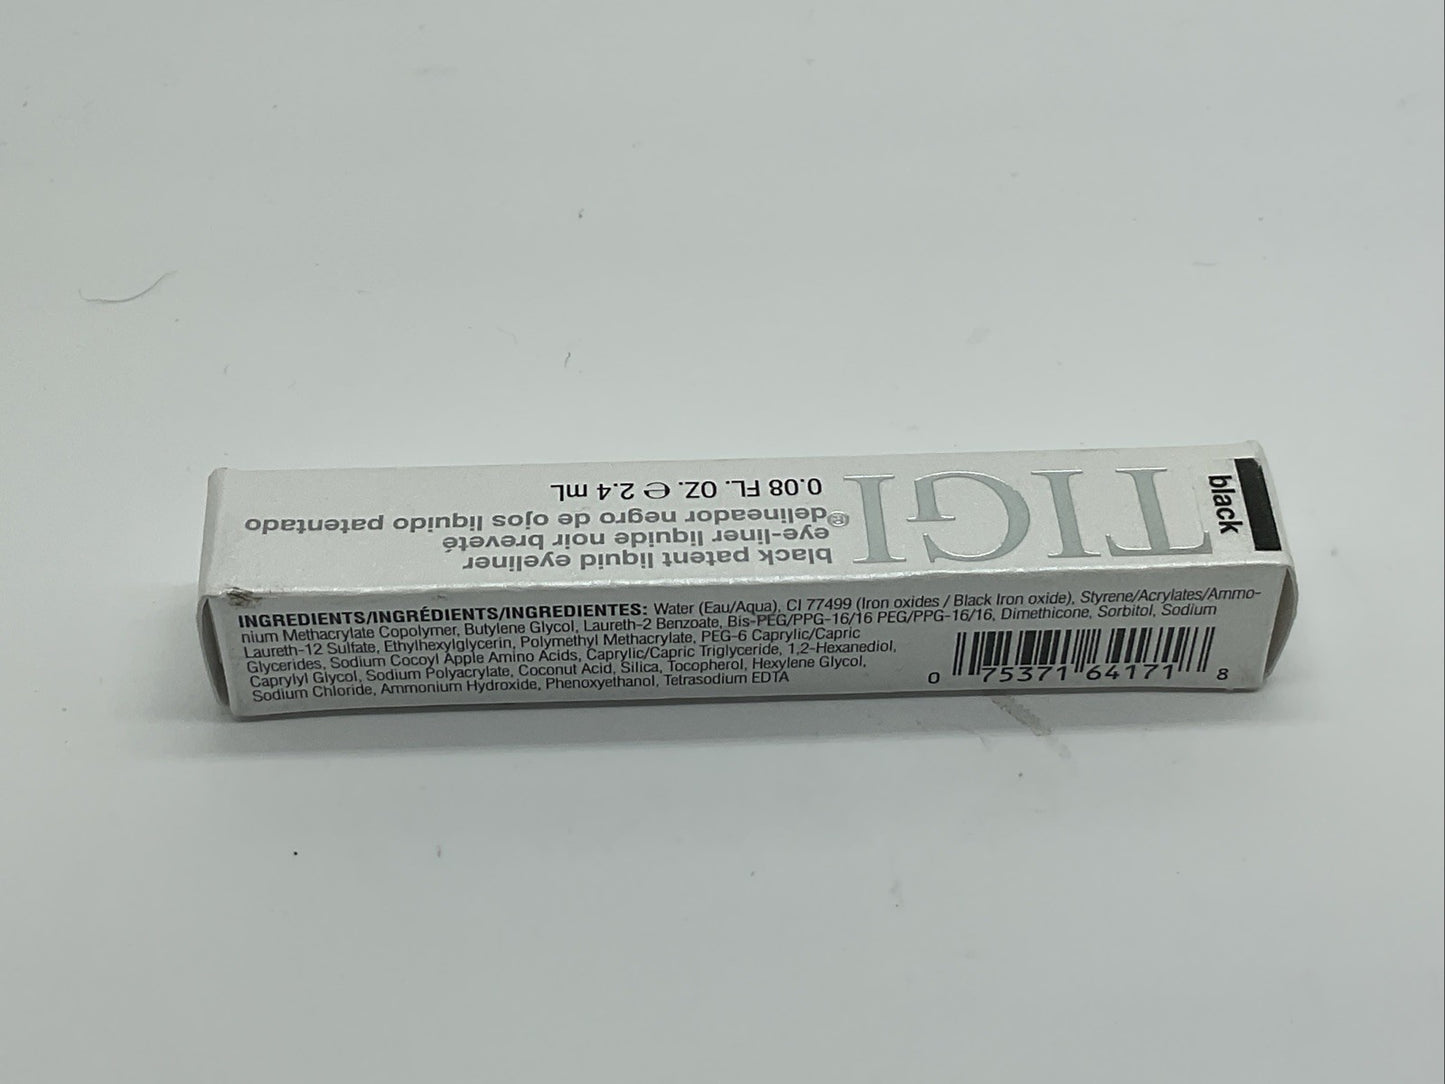 TIGI®
black patent liquid eyeliner
eye-liner liquide noir breveté
delineador negro de ojos líquido patentado
0.08 FL. OZ. ℮ 2.4 mL
black
INGREDIENTS/INGRÉDIENTS/INGREDIENTES: Water (Eau/Aqua), CI 77499 (Iron oxides / Black Iron oxide), Styrene/Acrylates/Ammo-
nium Methacrylate Copolymer, Butylene Glycol, Laureth-2 Benzoate, Bis-PEG/PPG-16/16 PEG/PPG-16/16, Dimethicone, Sorbitol, Sodium
Laureth-12 Sulfate, Ethylhexylglycerin, Polymethyl Methacrylate, PEG-6 Caprylic/Capric
Glycerides, Sodium Cocoyl Apple Amino Acids, Caprylic/Capric Triglyceride, 1,2-Hexanediol,
Caprylyl Glycol, Sodium Polyacrylate, Coconut Acid, Silica, Tocopherol, Hexylene Glycol,
Sodium Chloride, Ammonium Hydroxide, Phenoxyethanol, Tetrasodium EDTA
0 75371 64171 8